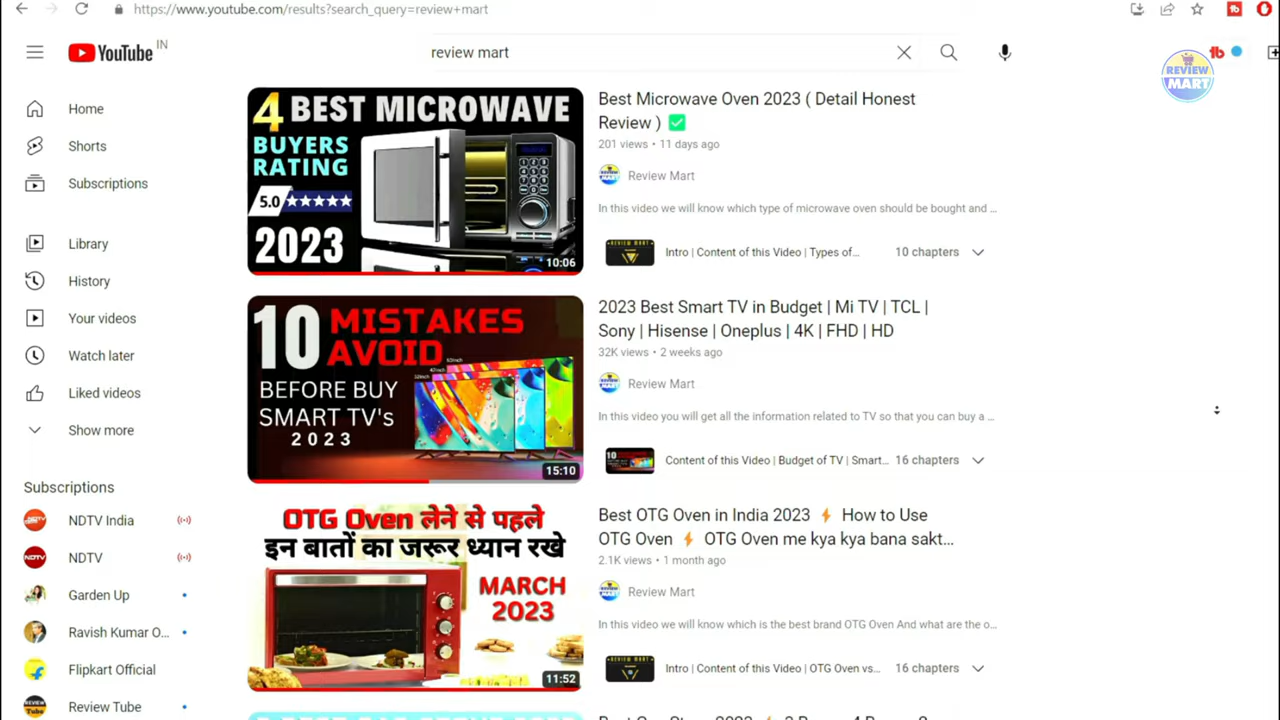 https://www.youtube.com/results?search_query=review+mart
YouTube IN
review mart
REVIEW
MART
Home
Shorts
Subscriptions
Library
History
Your videos
Watch later
Liked videos
Show more
Subscriptions
NDTV India
NDTV
Garden Up
Ravish Kumar O...
Flipkart Official
Review Tube
4 BEST MICROWAVE
BUYERS
RATING
5.0
2023
10:06
Best Microwave Oven 2023 ( Detail Honest
Review ) ✅
201 views • 11 days ago
Review Mart
In this video we will know which type of microwave oven should be bought and ...
Intro | Content of this Video | Types of...
10 chapters
10 MISTAKES
AVOID
BEFORE BUY
SMART TV's
2023
15:10
2023 Best Smart TV in Budget | Mi TV | TCL |
Sony | Hisense | Oneplus | 4K | FHD | HD
32K views • 2 weeks ago
Review Mart
In this video you will get all the information related to TV so that you can buy a ...
Content of this Video | Budget of TV | Smart...
16 chapters
OTG Oven लेने से पहले
इन बातों का जरूर ध्यान रखे
MARCH
2023
11:52
Best OTG Oven in India 2023 ⚡ How to Use
OTG Oven ⚡ OTG Oven me kya kya bana sakt...
2.1K views • 1 month ago
Review Mart
In this video we will know which is the best brand OTG Oven And what are the o...
Intro | Content of this Video | OTG Oven vs...
16 chapters